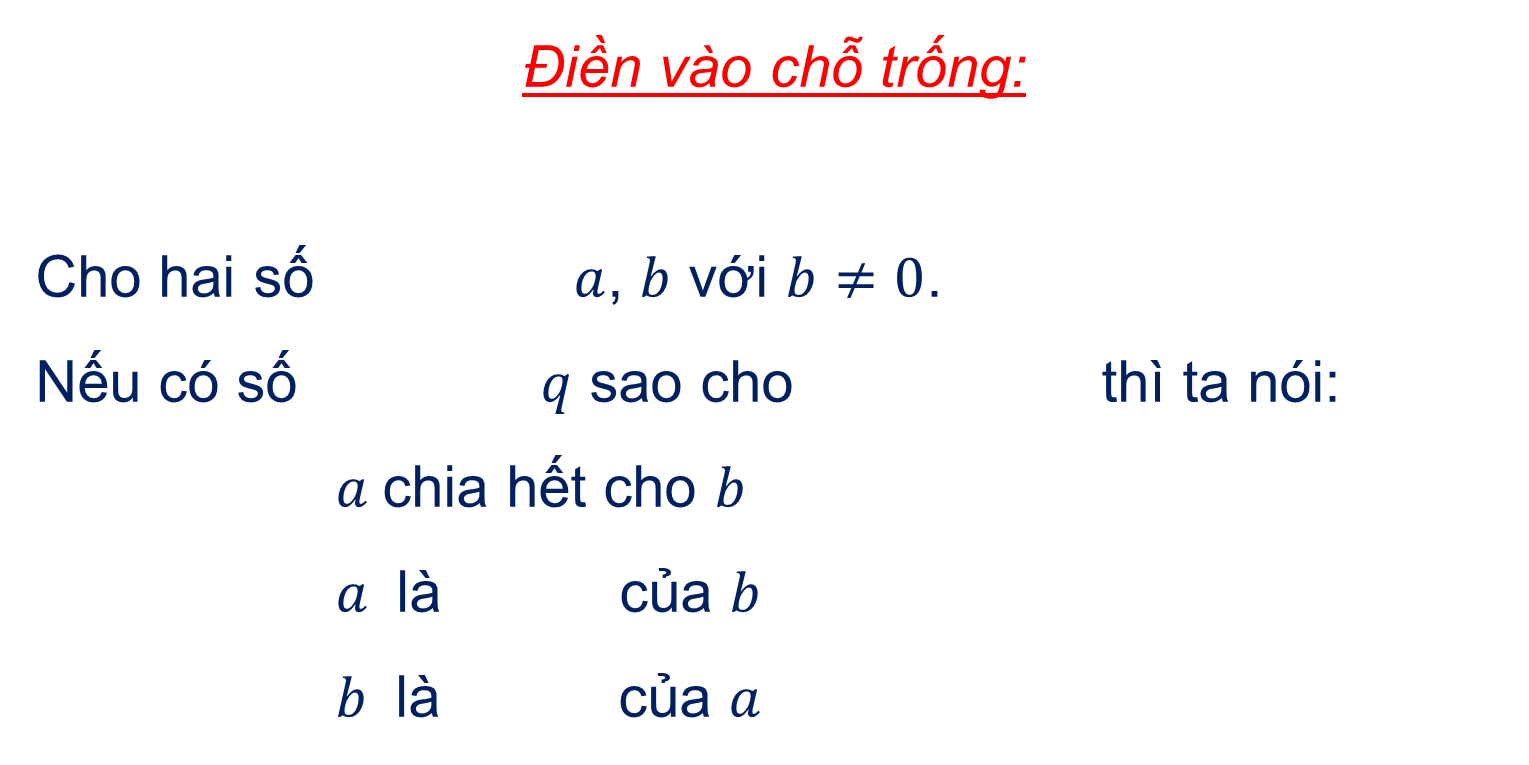 Điền vào chỗ trống:
Cho hai số a, b với b ≠ 0.
Nếu có số q sao cho thì ta nói:
a chia hết cho b
a là của b
b là của a